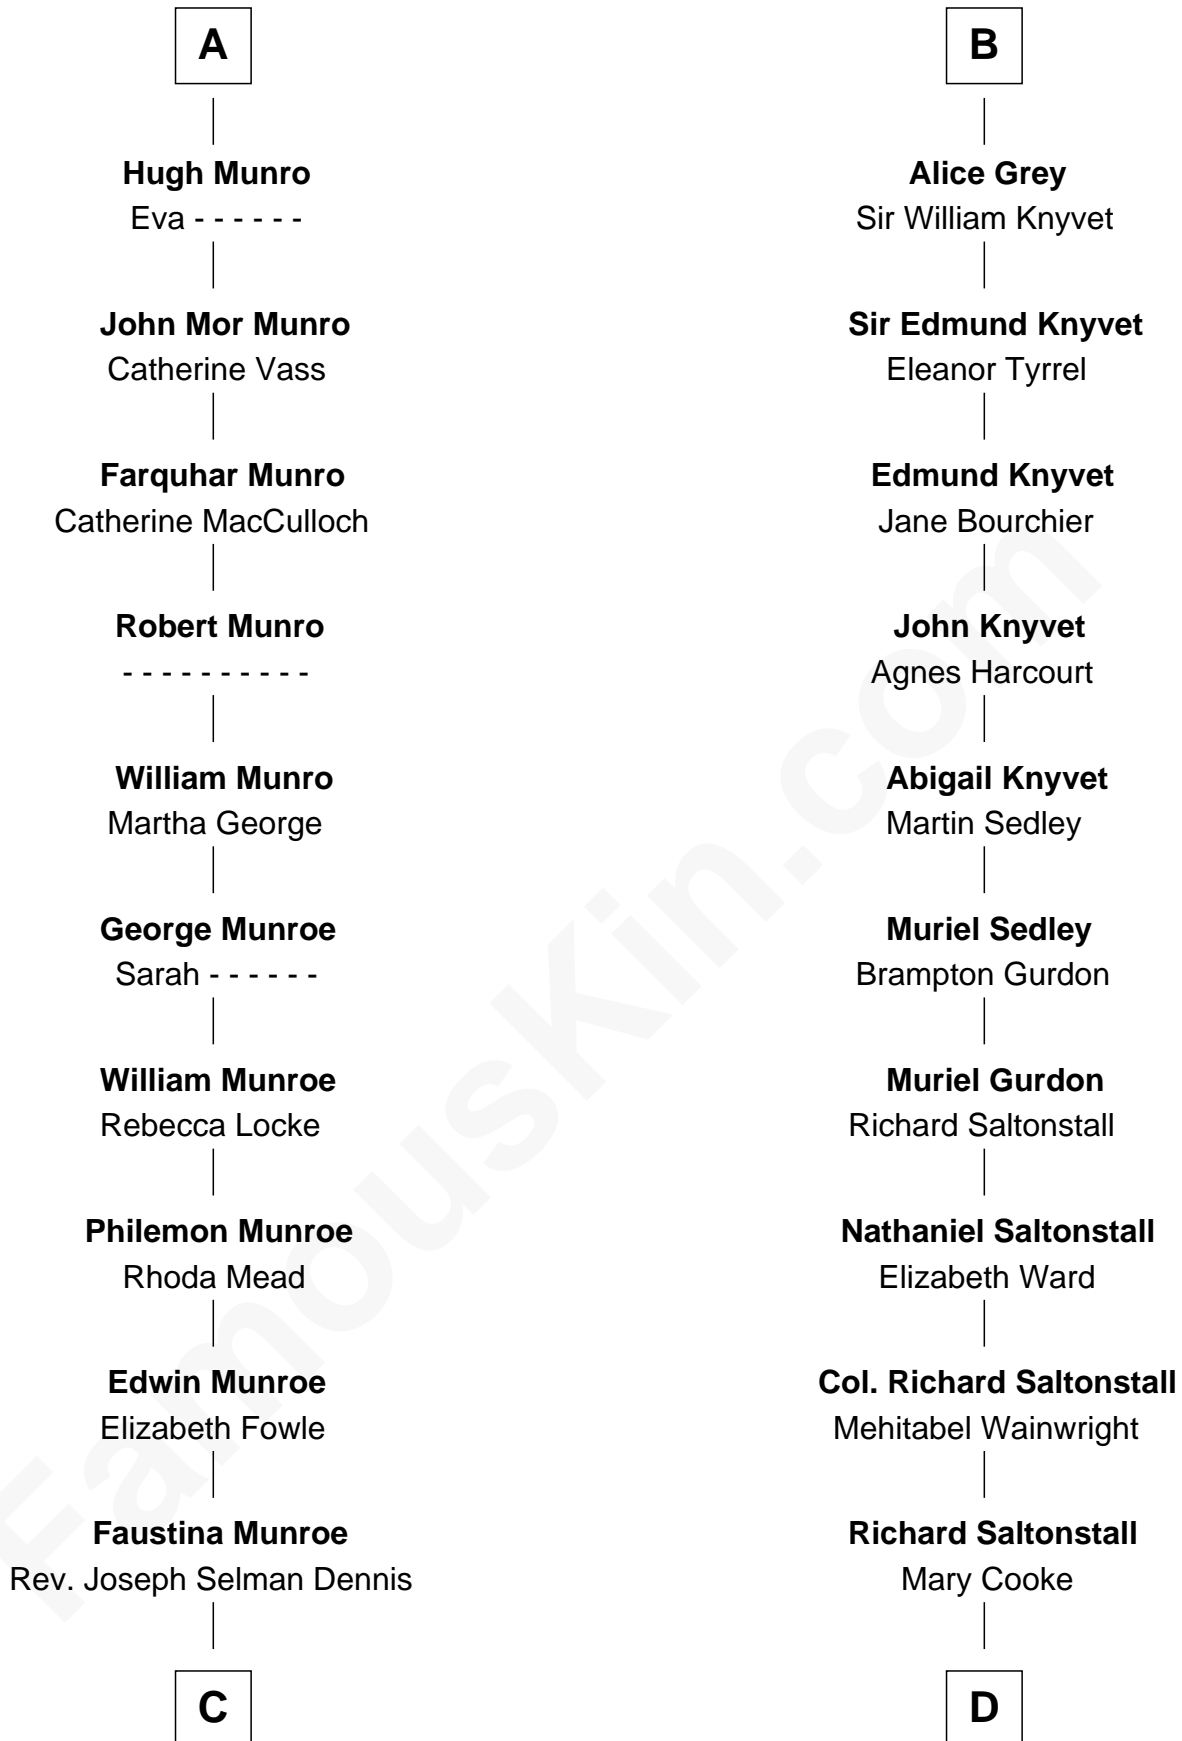 A
Hugh Munro
Eva - - - - - -
John Mor Munro
Catherine Vass
Farquhar Munro
Catherine MacCulloch
Robert Munro
- - - - - - - - - -
William Munro
Martha George
George Munroe
Sarah - - - - - -
William Munroe
Rebecca Locke
Philemon Munroe
Rhoda Mead
Edwin Munroe
Elizabeth Fowle
Faustina Munroe
Rev. Joseph Selman Dennis
C
B
Alice Grey
Sir William Knyvet
Sir Edmund Knyvet
Eleanor Tyrrel
Edmund Knyvet
Jane Bourchier
John Knyvet
Agnes Harcourt
Abigail Knyvet
Martin Sedley
Muriel Sedley
Brampton Gurdon
Muriel Gurdon
Richard Saltonstall
Nathaniel Saltonstall
Elizabeth Ward
Col. Richard Saltonstall
Mehitabel Wainwright
Richard Saltonstall
Mary Cooke
D
FamousKin.com